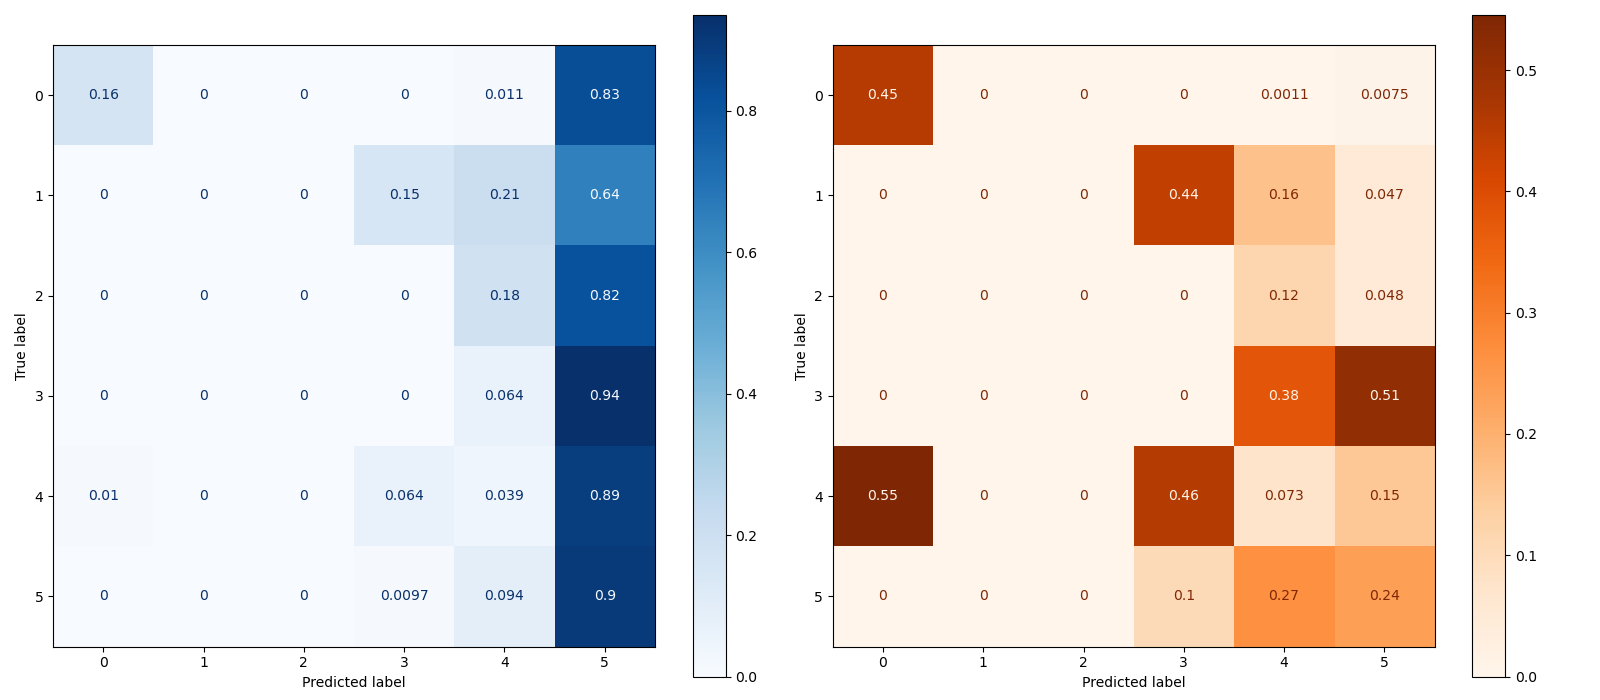 0 0.16 0 0 0 0.011 0.83
1 0 0 0 0.15 0.21 0.64
2 0 0 0 0 0.18 0.82
3 0 0 0 0 0.064 0.94
4 0.01 0 0 0.064 0.039 0.89
5 0 0 0 0.0097 0.094 0.9
0 1 2 3 4 5
Predicted label
True label
0.8
0.6
0.4
0.2
0.0
0 0.45 0 0 0 0.0011 0.0075
1 0 0 0 0.44 0.16 0.047
2 0 0 0 0 0.12 0.048
3 0 0 0 0 0.38 0.51
4 0.55 0 0 0.46 0.073 0.15
5 0 0 0 0.1 0.27 0.24
0 1 2 3 4 5
Predicted label
True label
0.5
0.4
0.3
0.2
0.1
0.0